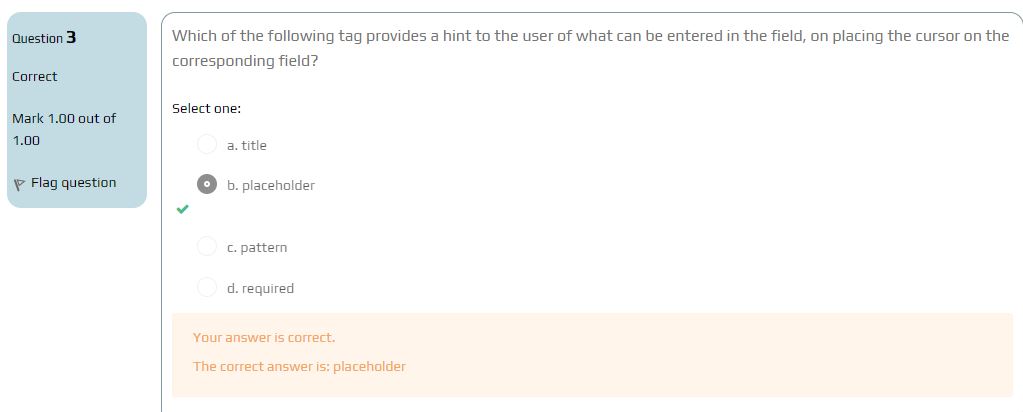 Question 3
Correct
Mark 1.00 out of
1.00
Flag question
Which of the following tag provides a hint to the user of what can be entered in the field, on placing the cursor on the
corresponding field?
Select one:
a. title
b. placeholder
c. pattern
d. required
Your answer is correct.
The correct answer is: placeholder